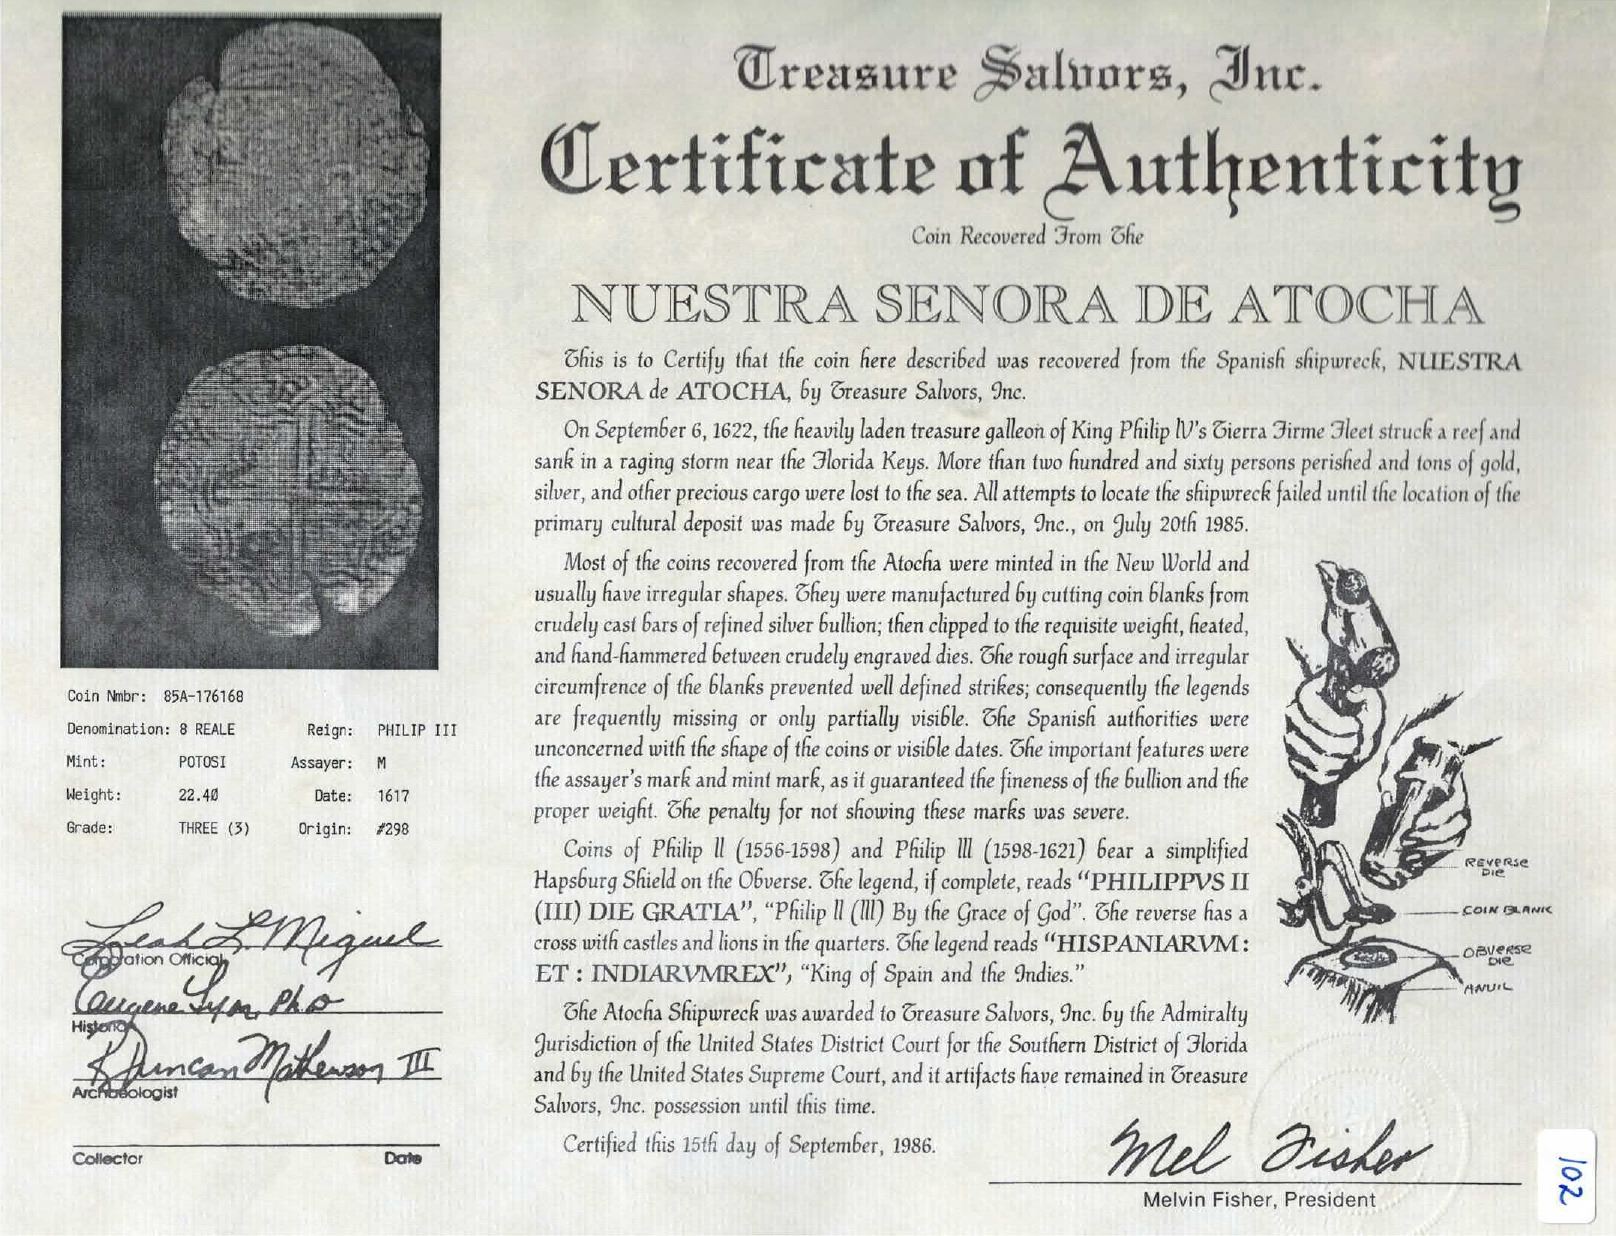 Treasure Salvors, Inc.
Certificate of Authenticity
Coin Recovered From The
NUESTRA SENORA DE ATOCHA
This is to Certify that the coin here described was recovered from the Spanish shipwreck, NUESTRA
SENORA de ATOCHA, by Treasure Salvors, Inc.
On September 6, 1622, the heavily laden treasure galleon of King Philip IV's Tierra Firme Fleet struck a reef and
sank in a raging storm near the Florida Keys. More than two hundred and sixty persons perished and tons of gold,
silver, and other precious cargo were lost to the sea. All attempts to locate the shipwreck failed until the location of the
primary cultural deposit was made by Treasure Salvors, Inc., on July 20th 1985.
Most of the coins recovered from the Atocha were minted in the New World and
usually have irregular shapes. They were manufactured by cutting coin blanks from
crudely cast bars of refined silver bullion; then clipped to the requisite weight, heated,
and hand-hammered between crudely engraved dies. The rough surface and irregular
circumfrence of the blanks prevented well defined strikes; consequently the legends
are frequently missing or only partially visible. The Spanish authorities were
unconcerned with the shape of the coins or visible dates. The important features were
the assayer's mark and mint mark, as it guaranteed the fineness of the bullion and the
proper weight. The penalty for not showing these marks was severe.
Coins of Philip II (1556-1598) and Philip III (1598-1621) bear a simplified
Hapsburg Shield on the Obverse. The legend, if complete, reads "PHILIPPVS II
(III) DIE GRATIA", "Philip II (III) By the Grace of God". The reverse has a
cross with castles and lions in the quarters. The legend reads "HISPANIARVM :
ET : INDIARVMREX", "King of Spain and the Indies."
The Atocha Shipwreck was awarded to Treasure Salvors, Inc. by the Admiralty
Jurisdiction of the United States District Court for the Southern District of Florida
and by the United States Supreme Court, and it artifacts have remained in Treasure
Salvors, Inc. possession until this time.
Certified this 15th day of September, 1986.
Mel Fisher
Melvin Fisher, President
REVERSE
DIE
COIN BLANK
OBVERSE
DIE
ANVIL
Coin Nmbr: 85A-176168
Denomination: 8 REALE Reign: PHILIP III
Mint: POTOSI Assayer: M
Weight: 22.40 Date: 1617
Grade: THREE (3) Origin: #298
Leah L. Miguel
Corporation Official
Eugene Lyon, PhD
Historian
R Duncan Mathewson III
Archaeologist
Collector Date
102